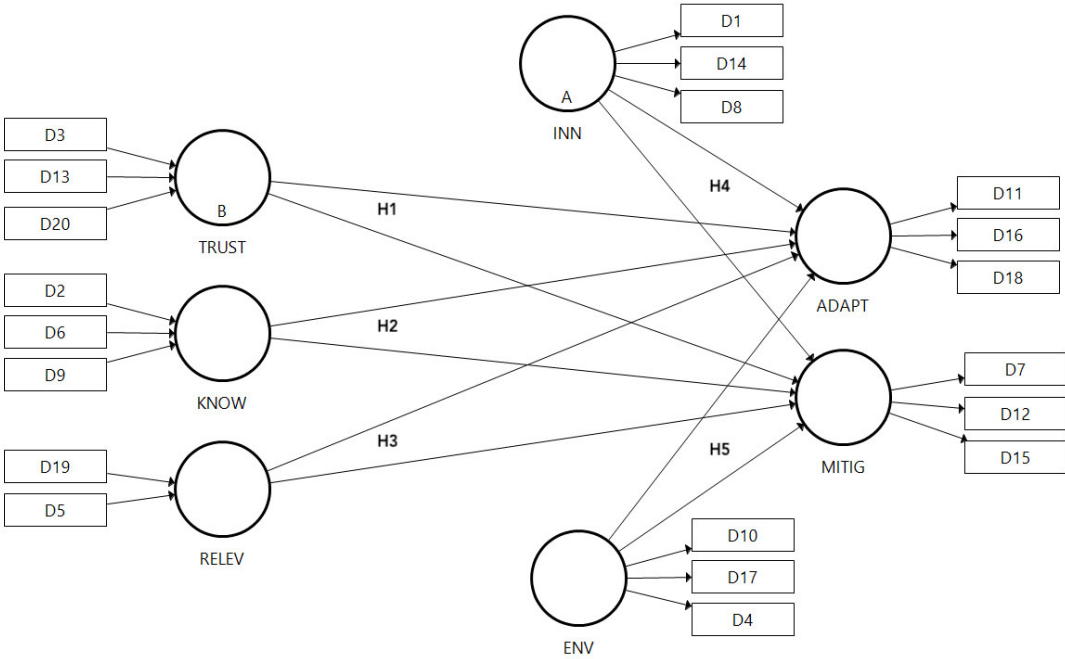 D1
D14
D8
A
INN
D3
D13
D20
B
TRUST
H1
H4
D11
D16
D18
ADAPT
D2
D6
D9
KNOW
H2
D7
D12
D15
MITIG
D19
D5
RELEV
H3
H5
D10
D17
D4
ENV